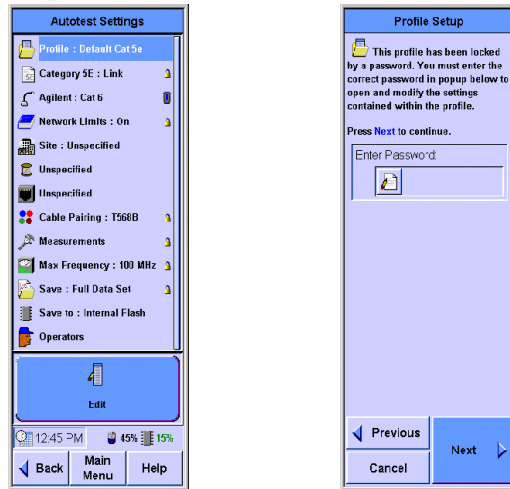 Autotest Settings
Profile : Default Cat 5e
Category 5E : Link
Agilent : Cat 6
Network Limits : On
Site : Unspecified
Unspecified
Unspecified
Cable Pairing : T568B
Measurements
Max Frequency : 100 MHz
Save : Full Data Set
Save to : Internal Flash
Operators
Edit
12:45 PM 45% 15%
Back Main Menu Help
Profile Setup
This profile has been locked
by a password. You must enter the
correct password in popup below to
open and modify the settings
contained within the profile.
Press Next to continue.
Enter Password:
Previous
Next
Cancel